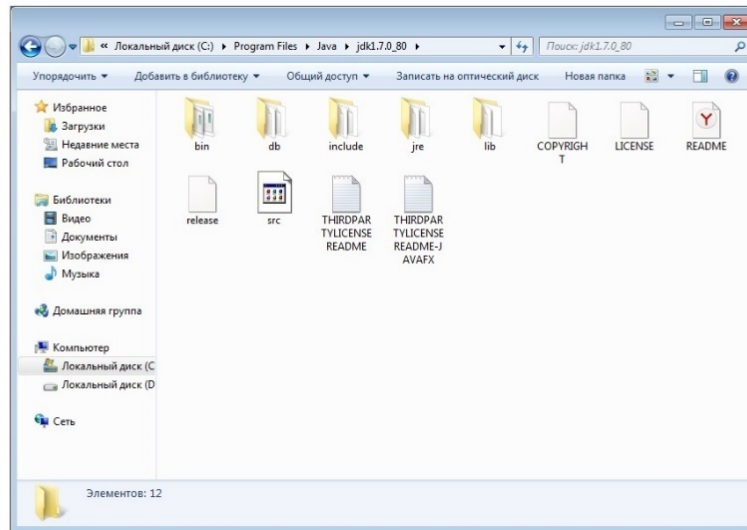 « Локальный диск (C:) ▸ Program Files ▸ Java ▸ jdk1.7.0_80 ▸
Поиск: jdk1.7.0_80
Упорядочить Добавить в библиотеку Общий доступ Записать на оптический диск Новая папка
Избранное
Загрузки
Недавние места
Рабочий стол
Библиотеки
Видео
Документы
Изображения
Музыка
Домашняя группа
Компьютер
Локальный диск (C
Локальный диск (D
Сеть
bin db include jre lib COPYRIGH LICENSE README
T
release src THIRDPAR THIRDPAR
TYLICENSE TYLICENSE
README README-J
AVAFX
Элементов: 12